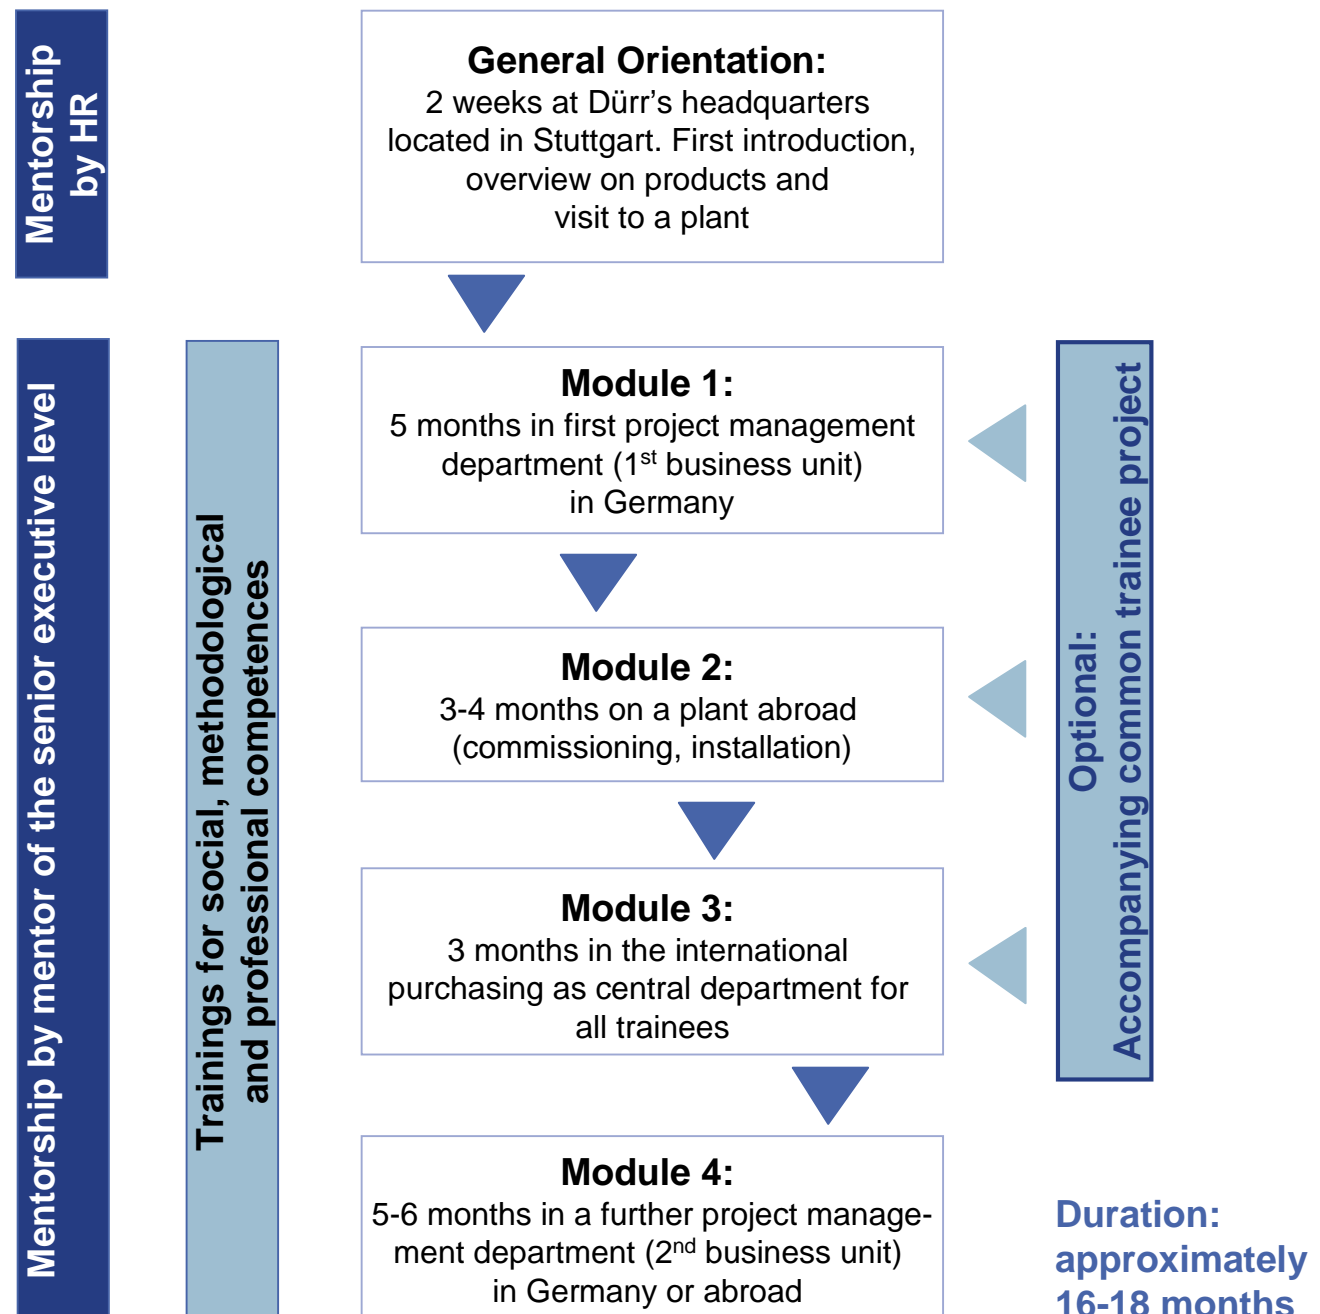 Mentorship
by HR
General Orientation:
2 weeks at Dürr’s headquarters
located in Stuttgart. First introduction,
overview on products and
visit to a plant
Mentorship by mentor of the senior executive level
Trainings for social, methodological
and professional competences
Module 1:
5 months in first project management
department (1st business unit)
in Germany
Module 2:
3-4 months on a plant abroad
(commissioning, installation)
Module 3:
3 months in the international
purchasing as central department for
all trainees
Module 4:
5-6 months in a further project manage-
ment department (2nd business unit)
in Germany or abroad
Optional:
Accompanying common trainee project
Duration:
approximately
16-18 months